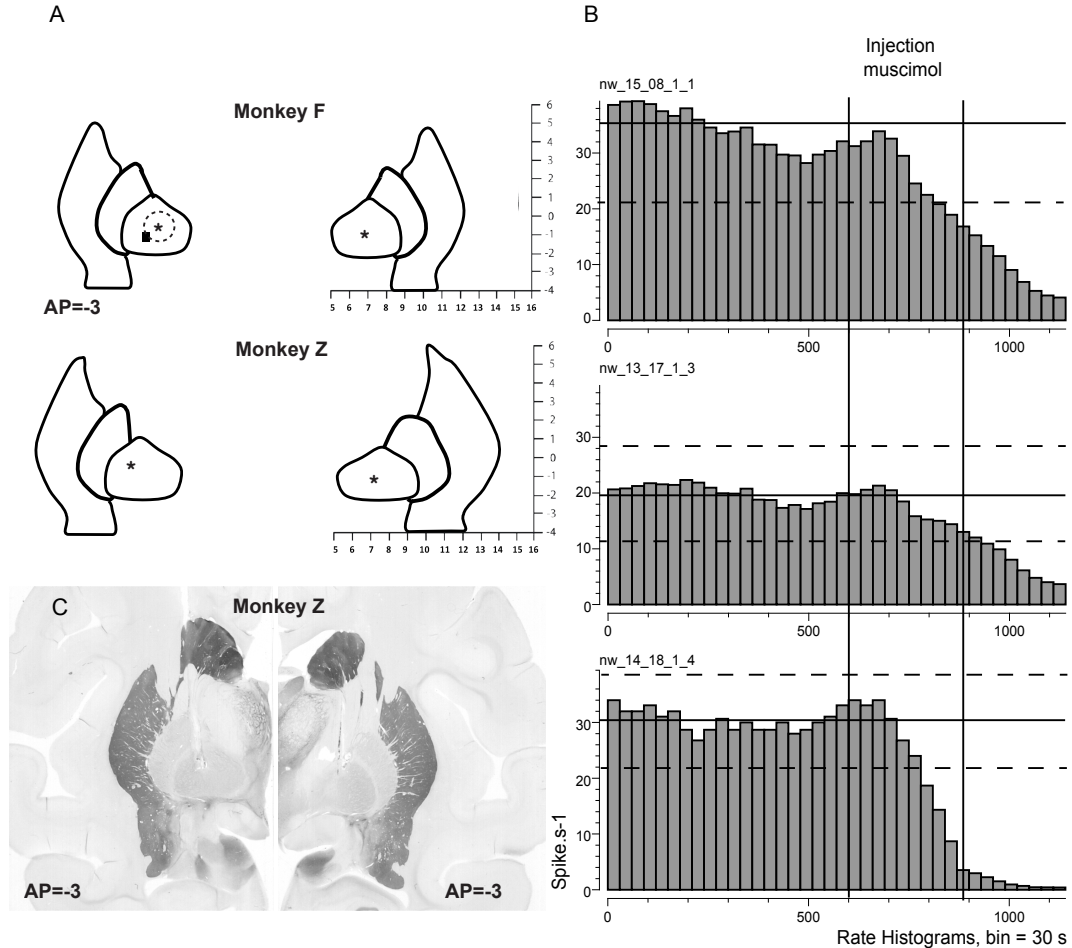 A
Monkey F
6
5
4
3
2
1
0
-1
-2
-3
-4
*
*
AP=-3
5 6 7 8 9 10 11 12 13 14 15 16
Monkey Z
6
5
4
3
2
1
0
-1
-2
-3
-4
*
*
5 6 7 8 9 10 11 12 13 14 15 16
B
Injection
muscimol
nw_15_08_1_1
30
20
10
0
0 500 1000
nw_13_17_1_3
30
20
10
0
0 500 1000
nw_14_18_1_4
30
20
10
0
Spike.s-1
0 500 1000
Rate Histograms, bin = 30 s
C
Monkey Z
AP=-3 AP=-3